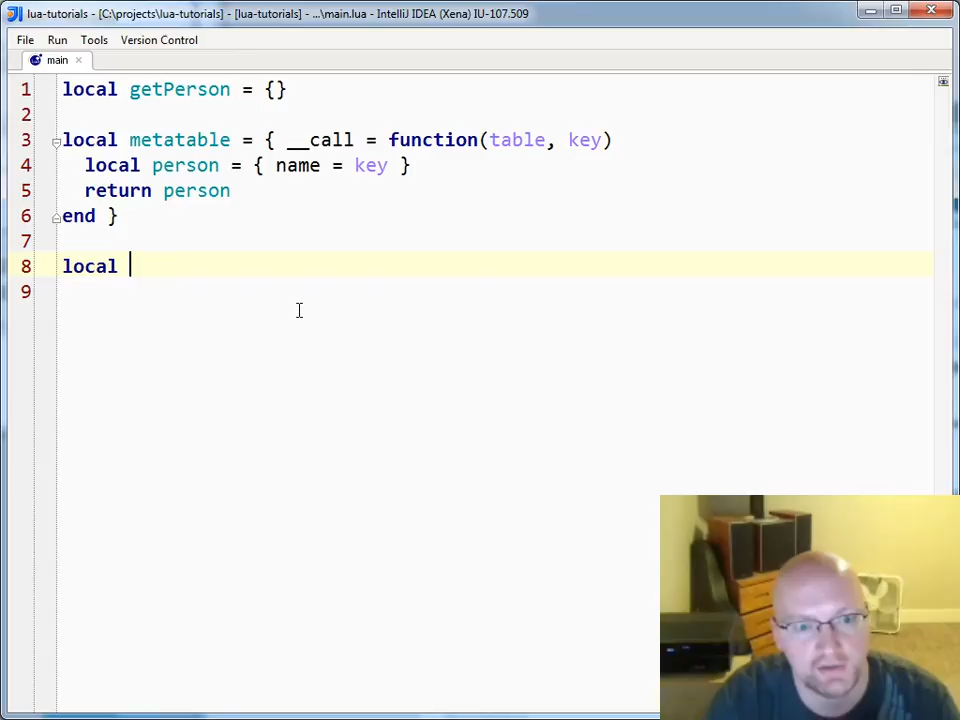 lua-tutorials - [C:\projects\lua-tutorials] - [lua-tutorials] - ...\main.lua - IntelliJ IDEA (Xena) IU-107.509
File Run Tools Version Control
main
1 local getPerson = {}
2
3 local metatable = { __call = function(table, key)
4 local person = { name = key }
5 return person
6 end }
7
8 local
9